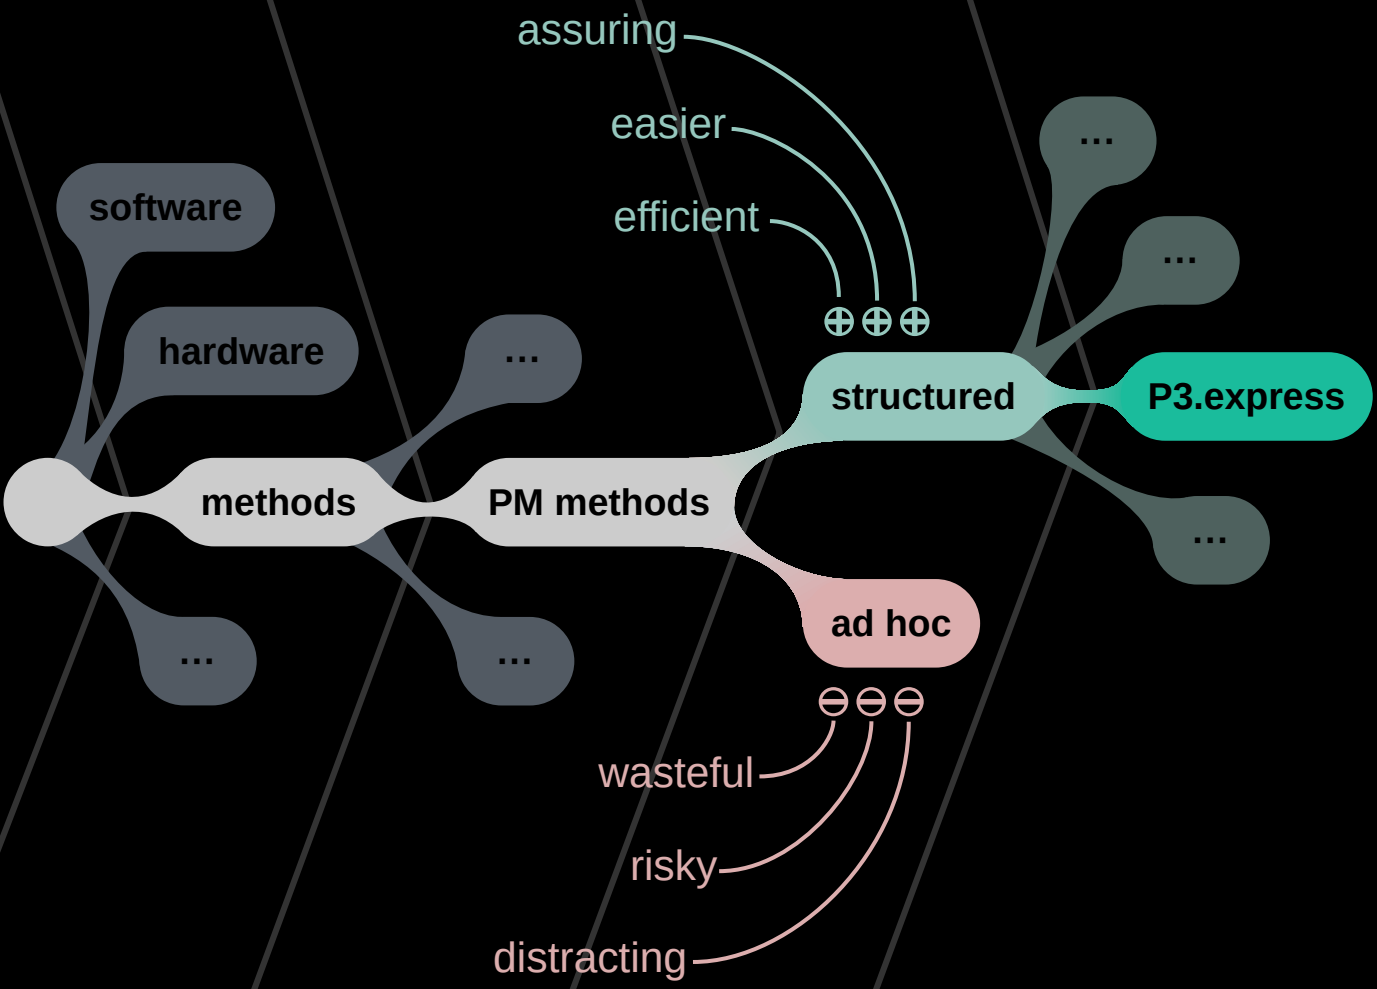 assuring
easier
efficient
...
...
software
hardware
...
structured
P3.express
methods
PM methods
...
ad hoc
...
...
wasteful
risky
distracting